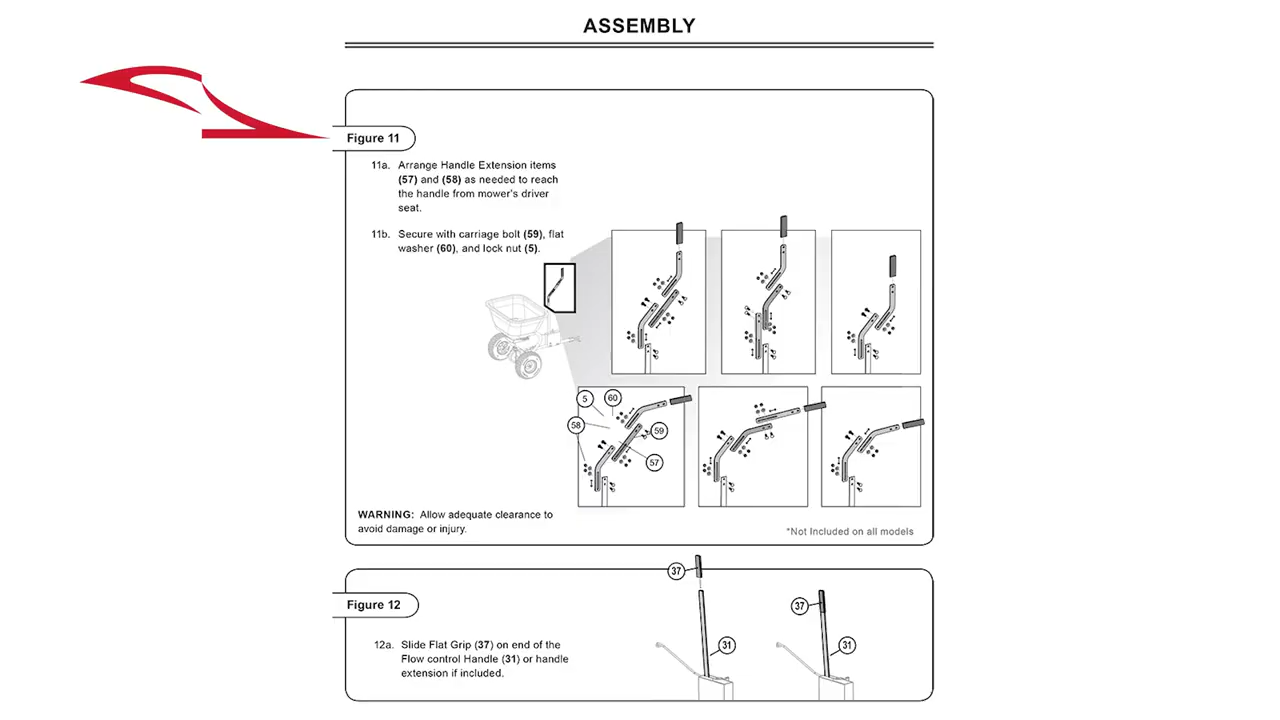 ASSEMBLY
Figure 11
11a. Arrange Handle Extension items
(57) and (58) as needed to reach
the handle from mower's driver
seat.
11b. Secure with carriage bolt (59), flat
washer (60), and lock nut (5).
5
60
58
59
57
WARNING: Allow adequate clearance to
avoid damage or injury.
*Not Included on all models
Figure 12
12a. Slide Flat Grip (37) on end of the
Flow control Handle (31) or handle
extension if included.
37
31
37
31